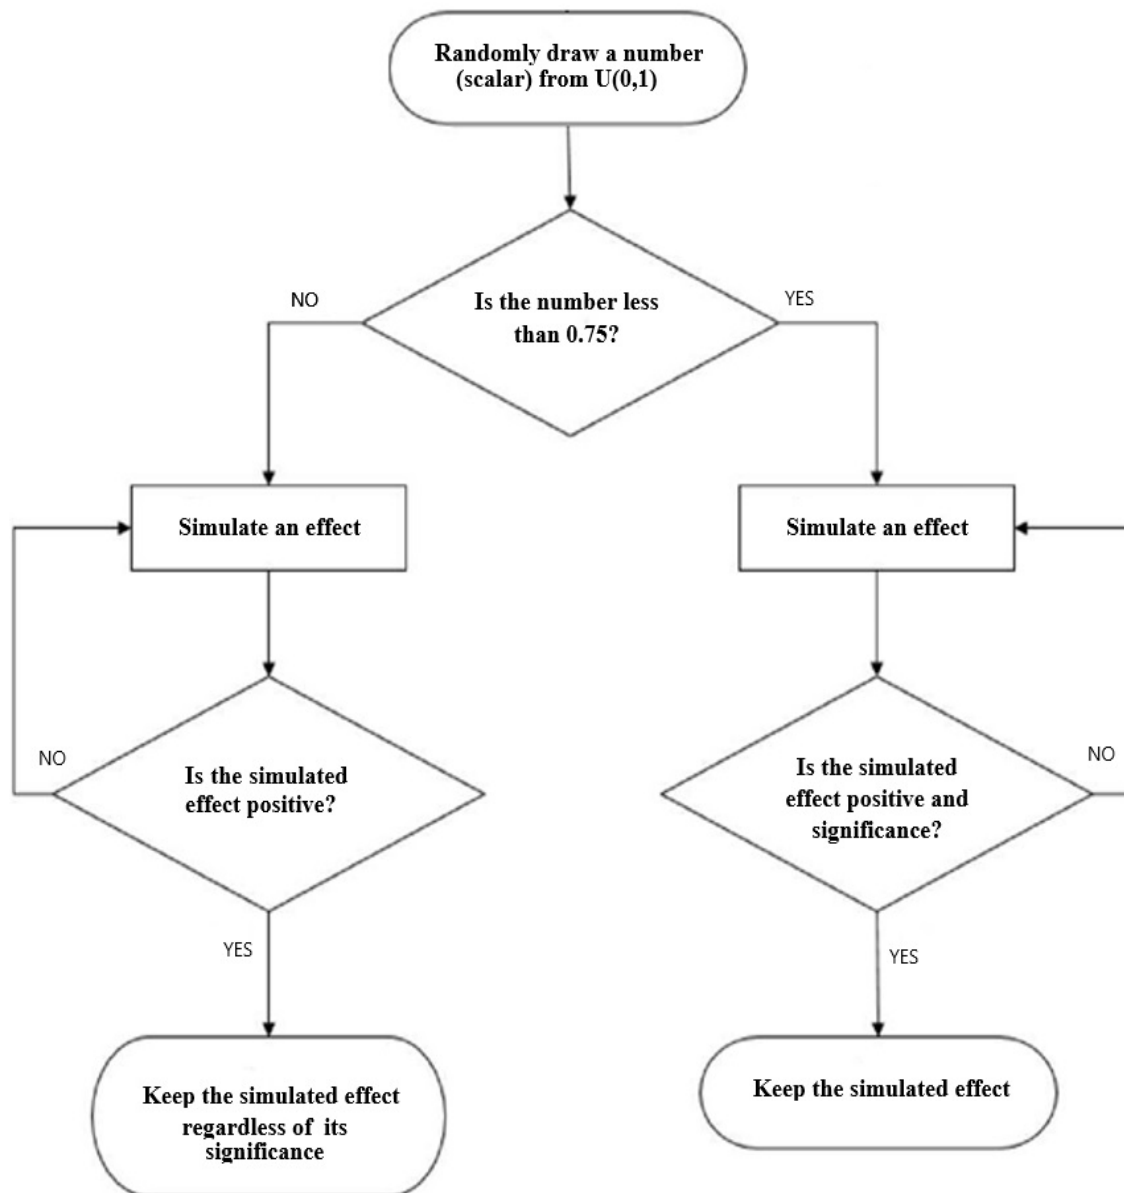 Randomly draw a number
(scalar) from U(0,1)
Is the number less
than 0.75?
NO
YES
Simulate an effect
Simulate an effect
Is the simulated
effect positive?
NO
YES
Is the simulated
effect positive and
significance?
NO
YES
Keep the simulated effect
regardless of its
significance
Keep the simulated effect